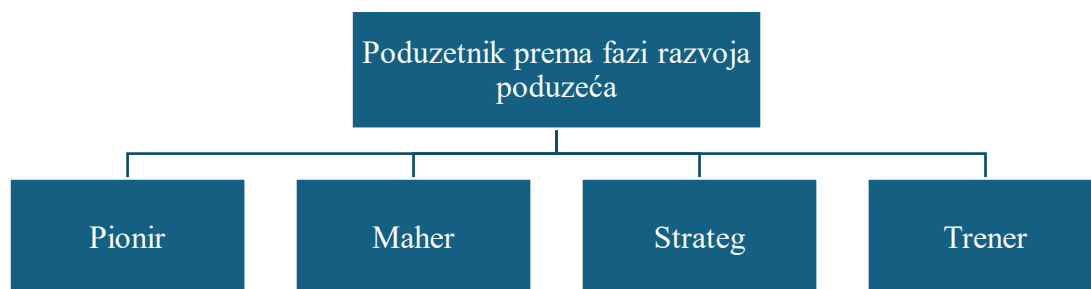 Poduzetnik prema fazi razvoja
poduzeća
Pionir
Maher
Strateg
Trener